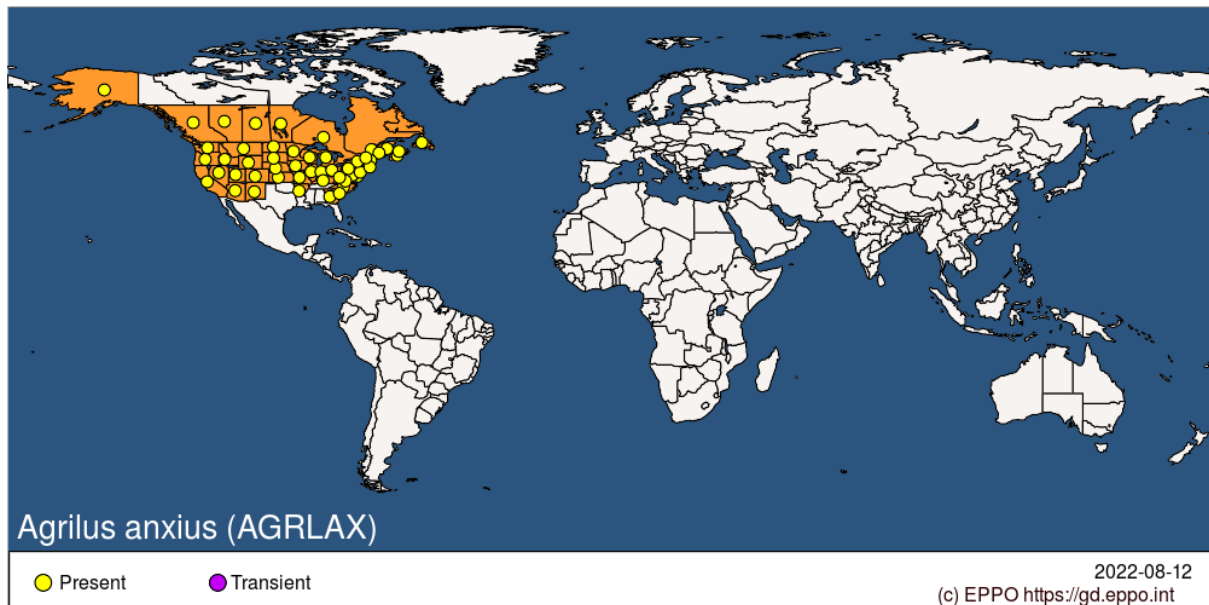 Agrilus anxius (AGRLAX)
Present
Transient
2022-08-12
(c) EPPO https://gd.eppo.int